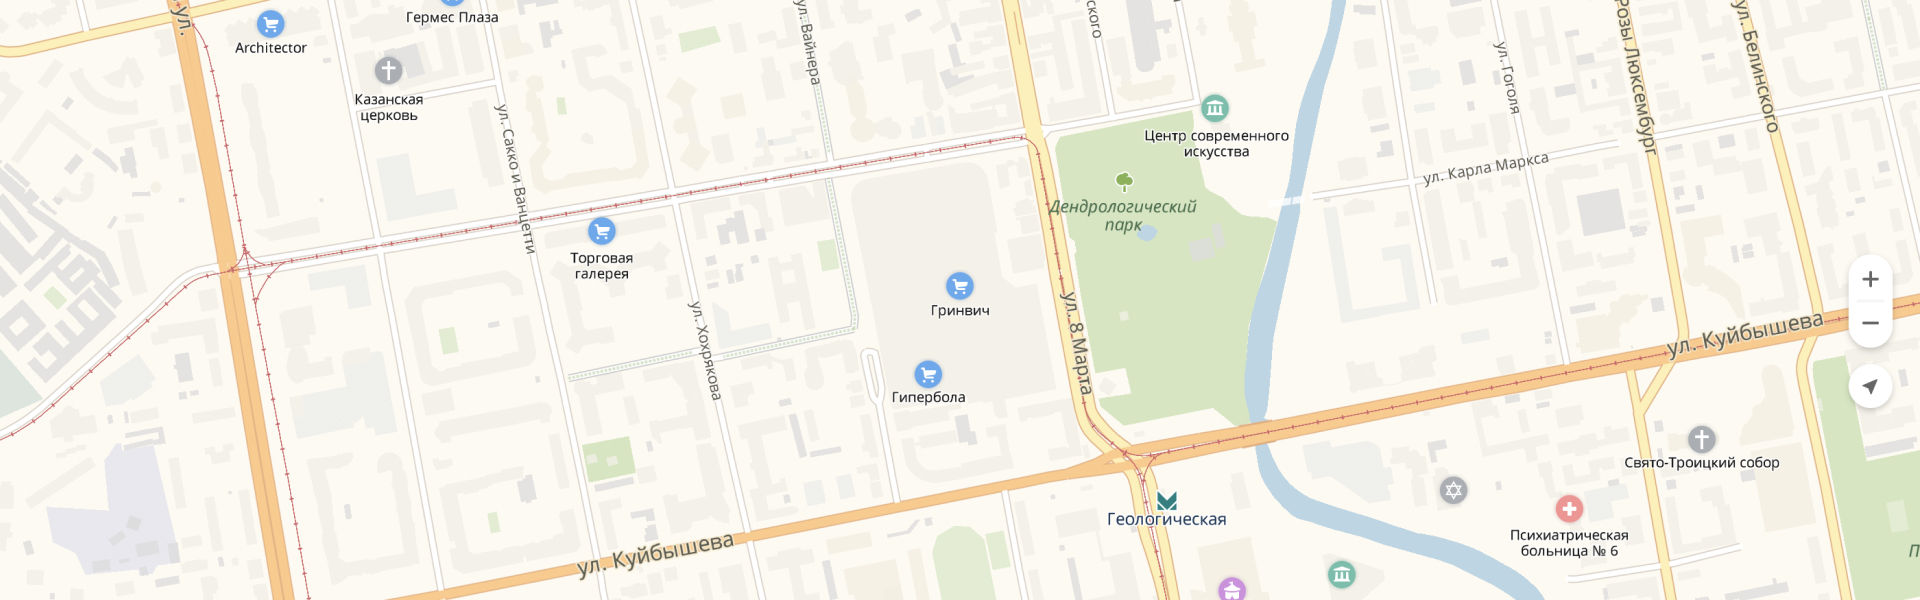 ул.
Architector
Гермес Плаза
Казанская
церковь
ул. Сакко и Ванцетти
ул. Вайнера
ского
Центр современного
искусства
Дендрологический
парк
ул. Гоголя
Розы Люксембург
ул. Белинского
ул. Карла Маркса
Торговая
галерея
ул. Хохрякова
Гринвич
Гипербола
ул. 8 Марта
ул. Куйбышева
ул. Куйбышева
Геологическая
Свято-Троицкий собор
Психиатрическая
больница № 6
П